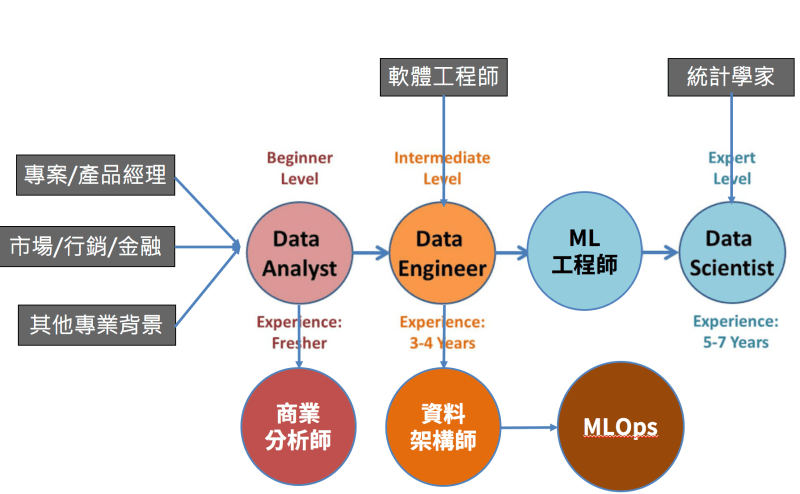 軟體工程師
統計學家
Beginner
Level
Intermediate
Level
Expert
Level
專案/產品經理
市場/行銷/金融
其他專業背景
Data
Analyst
Data
Engineer
ML
工程師
Data
Scientist
Experience:
Fresher
Experience:
3-4 Years
Experience:
5-7 Years
商業
分析師
資料
架構師
MLOps